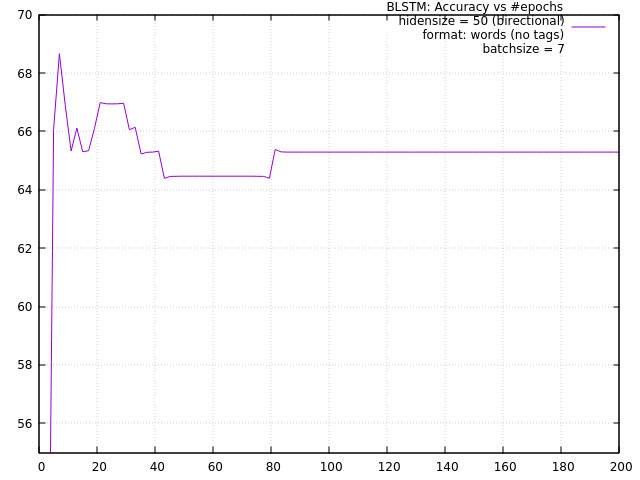 BLSTM: Accuracy vs #epochs
hidensize = 50 (birectional)
format: words (no tags)
batchsize = 7
70
68
66
64
62
60
58
56
0 20 40 60 80 100 120 140 160 180 200